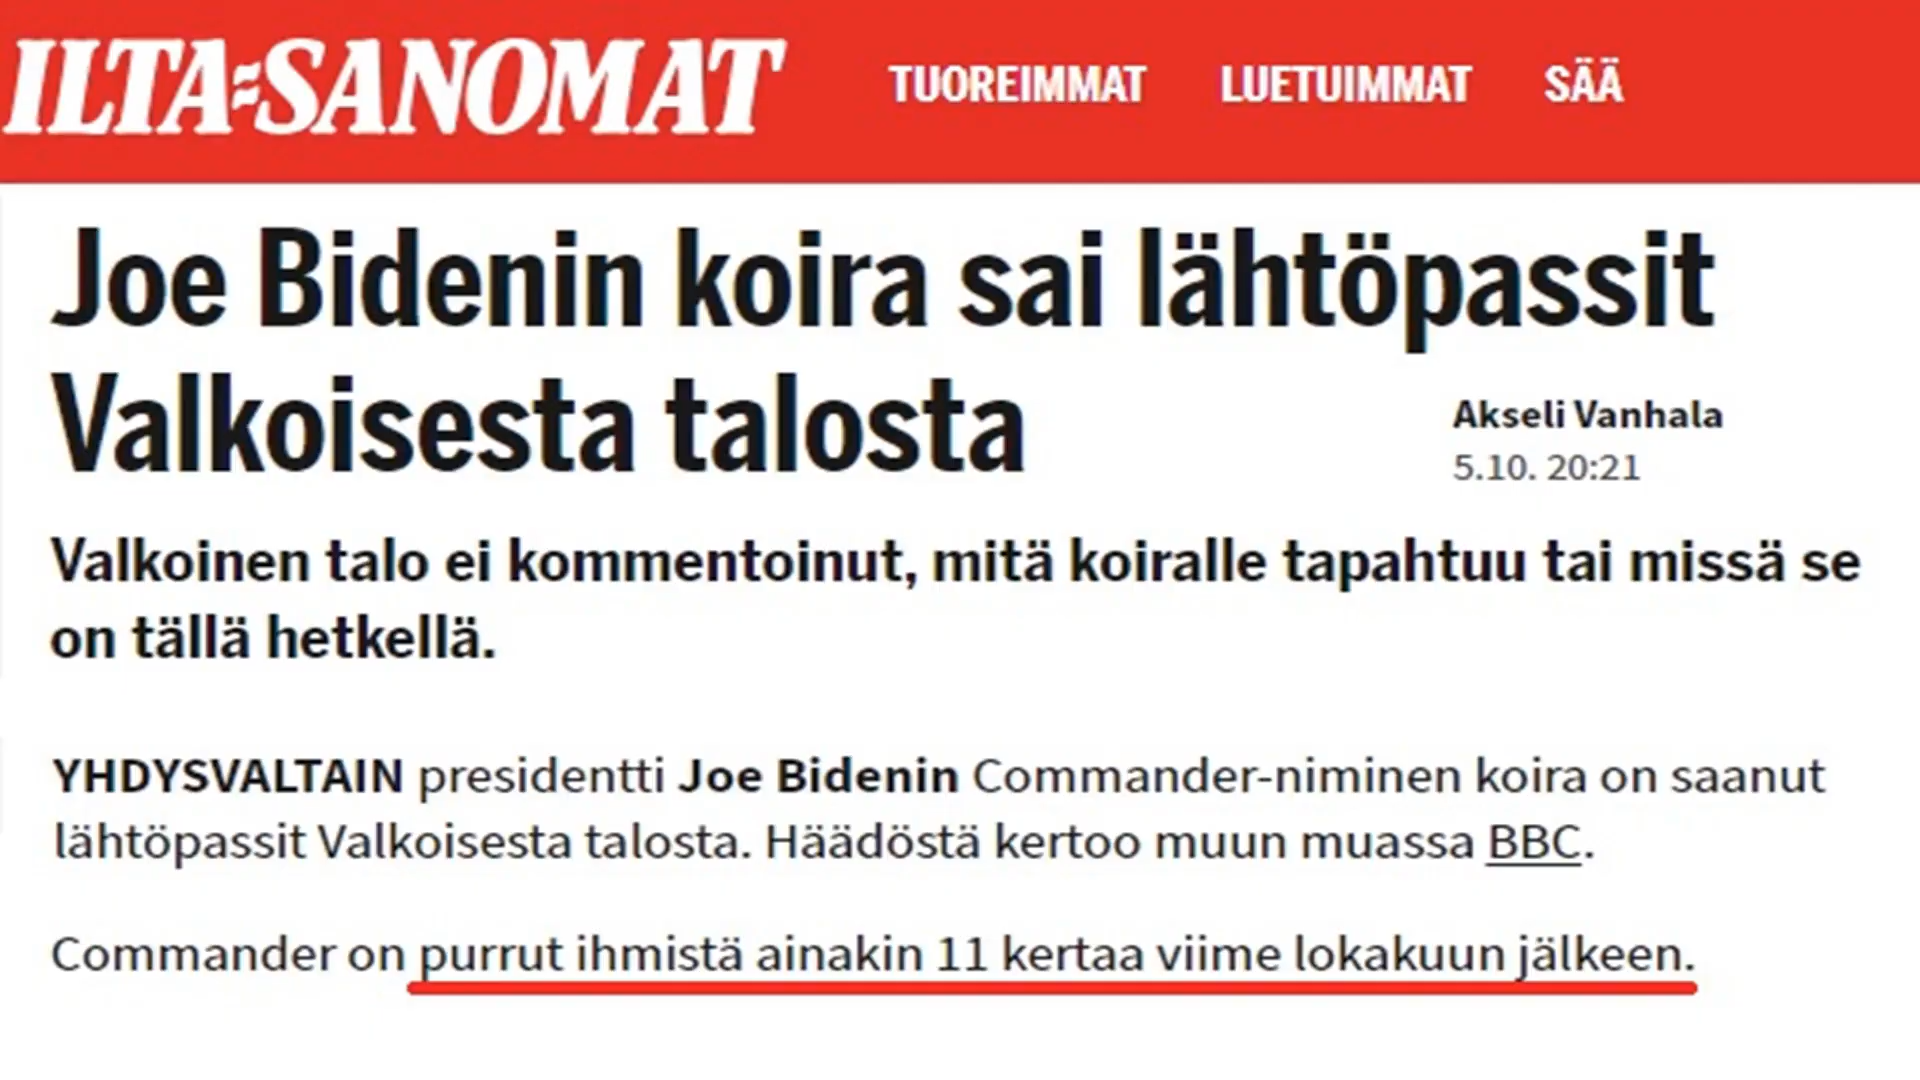 ILTA-SANOMAT TUOREIMMAT LUETUIMMAT SÄÄ
Joe Bidenin koira sai lähtöpassit
Valkoisesta talosta
Akseli Vanhala
5.10. 20:21
Valkoinen talo ei kommentoinut, mitä koiralle tapahtuu tai missä se
on tällä hetkellä.
YHDYSVALTAIN presidentti Joe Bidenin Commander-niminen koira on saanut
lähtöpassit Valkoisesta talosta. Häädöstä kertoo muun muassa BBC.
Commander on purrut ihmistä ainakin 11 kertaa viime lokakuun jälkeen.